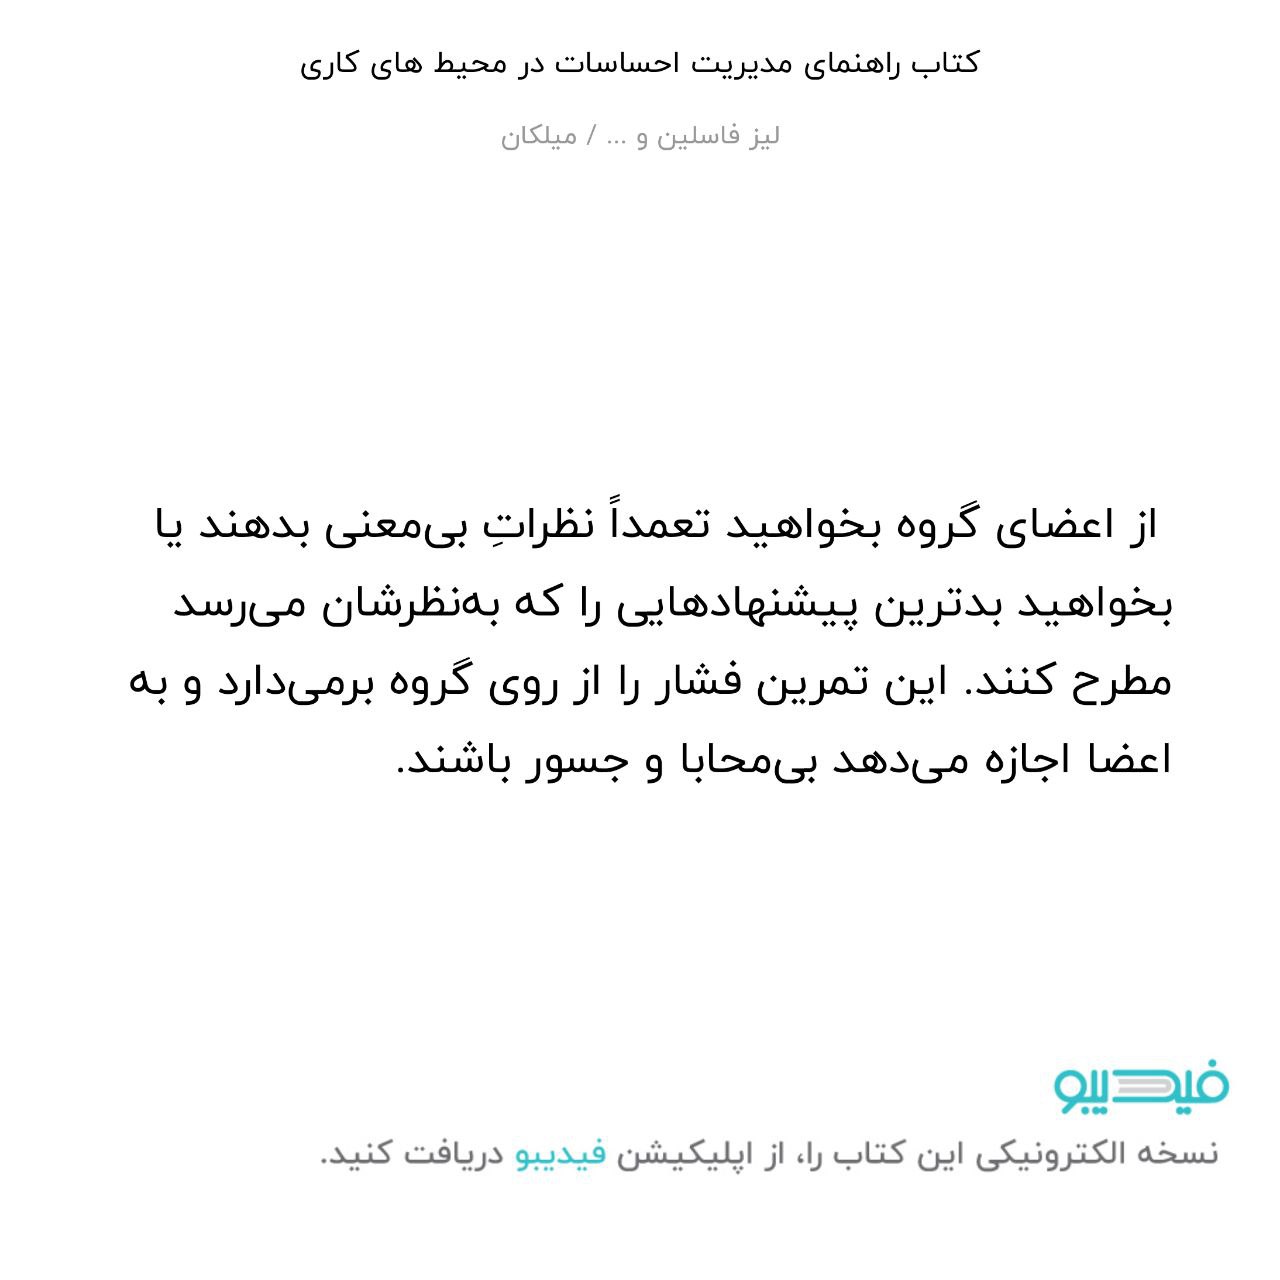 کتاب راهنمای مدیریت احساسات در محیط های کاری
لیز فاسلین و ... / میلکان
از اعضای گروه بخواهید تعمداً نظراتِ بی‌معنی بدهند یا
بخواهید بدترین پیشنهادهایی را که به‌نظرشان می‌رسد
مطرح کنند. این تمرین فشار را از روی گروه برمی‌دارد و به
اعضا اجازه می‌دهد بی‌محابا و جسور باشند.
فیدیبو
نسخه الکترونیکی این کتاب را، از اپلیکیشن فیدیبو دریافت کنید.